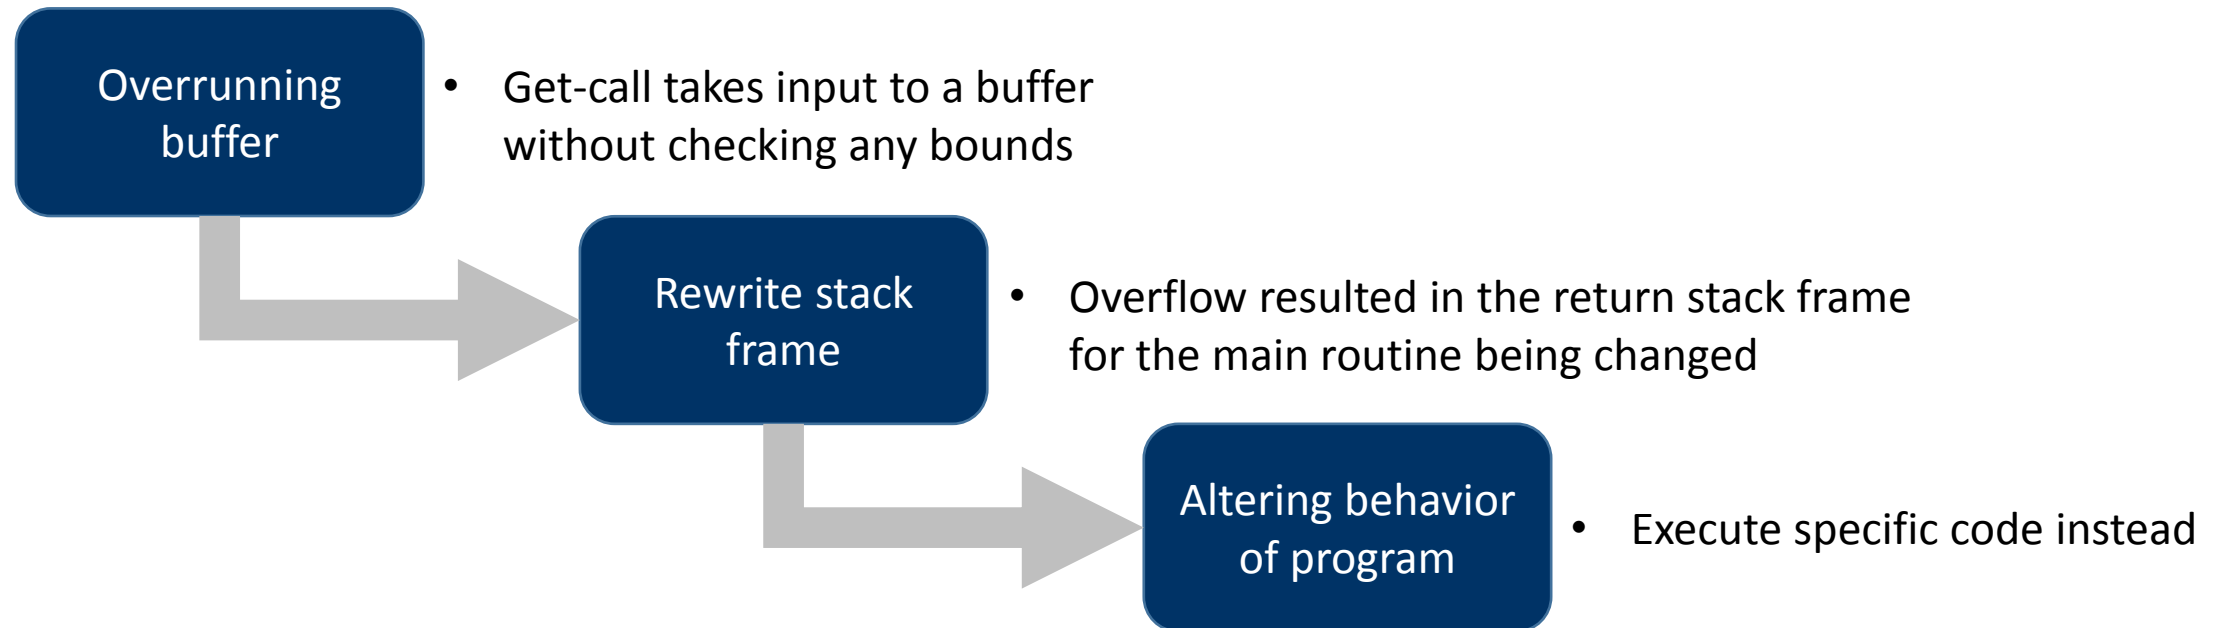 Overrunning
buffer
• Get-call takes input to a buffer
without checking any bounds
Rewrite stack
frame
• Overflow resulted in the return stack frame
for the main routine being changed
Altering behavior
of program
• Execute specific code instead